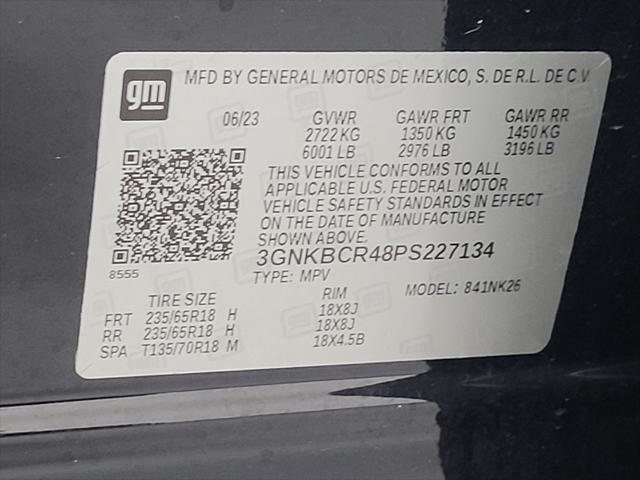 gm
MFD BY GENERAL MOTORS DE MEXICO, S. DE R.L. DE C.V.
06/23 GVWR GAWR FRT GAWR RR
2722 KG 1350 KG 1450 KG
6001 LB 2976 LB 3196 LB
THIS VEHICLE CONFORMS TO ALL
APPLICABLE U.S. FEDERAL MOTOR
VEHICLE SAFETY STANDARDS IN EFFECT
ON THE DATE OF MANUFACTURE
SHOWN ABOVE.
3GNKBCR48PS227134
8555
TYPE: MPV MODEL: 841NK26
TIRE SIZE RIM
FRT 235/65R18 H 18X8J
RR 235/65R18 H 18X8J
SPA T135/70R18 M 18X4.5B